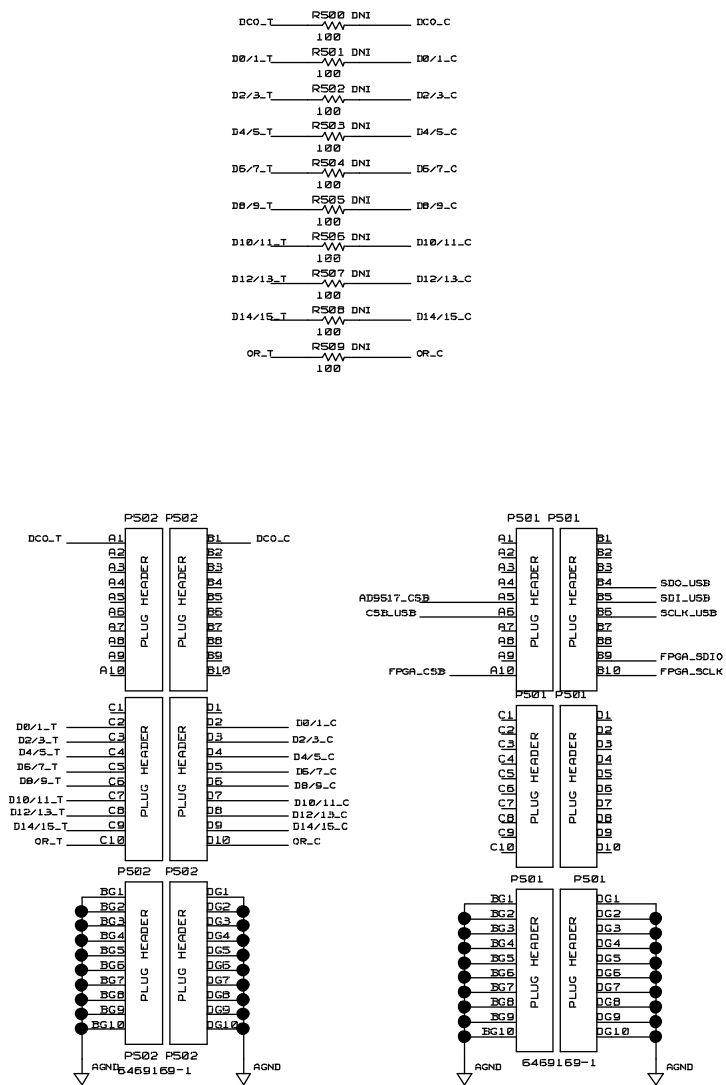 R500 DNI
DCO_T DCO_C
100
R501 DNI
D0/1_T D0/1_C
100
R502 DNI
D2/3_T D2/3_C
100
R503 DNI
D4/5_T D4/5_C
100
R504 DNI
D6/7_T D6/7_C
100
R505 DNI
D8/9_T D8/9_C
100
R506 DNI
D10/11_T D10/11_C
100
R507 DNI
D12/13_T D12/13_C
100
R508 DNI
D14/15_T D14/15_C
100
R509 DNI
OR_T OR_C
100
P502 P502
DCO_T A1 B1 DCO_C
A2 B2
A3 B3
A4 B4
A5 B5
A6 B6
A7 B7
A8 B8
A9 B9
A10 B10
PLUG HEADER PLUG HEADER
C1 D1
D0/1_T C2 D2 D0/1_C
D2/3_T C3 D3 D2/3_C
D4/5_T C4 D4 D4/5_C
D6/7_T C5 D5 D6/7_C
D8/9_T C6 D6 D8/9_C
D10/11_T C7 D7 D10/11_C
D12/13_T C8 D8 D12/13_C
D14/15_T C9 D9 D14/15_C
OR_T C10 D10 OR_C
PLUG HEADER PLUG HEADER
P502 P502
BG1 DG1
BG2 DG2
BG3 DG3
BG4 DG4
BG5 DG5
BG6 DG6
BG7 DG7
BG8 DG8
BG9 DG9
BG10 DG10
PLUG HEADER PLUG HEADER
P502 P502
AGND 6469169-1 AGND
P501 P501
A1 B1
A2 B2
A3 B3
A4 B4 SDO_USB
AD9517_CSB A5 B5 SDI_USB
CSB_USB A6 B6 SCLK_USB
A7 B7
A8 B8
A9 B9 FPGA_SDIO
FPGA_CSB A10 B10 FPGA_SCLK
PLUG HEADER PLUG HEADER
P501 P501
C1 D1
C2 D2
C3 D3
C4 D4
C5 D5
C6 D6
C7 D7
C8 D8
C9 D9
C10 D10
PLUG HEADER PLUG HEADER
P501 P501
BG1 DG1
BG2 DG2
BG3 DG3
BG4 DG4
BG5 DG5
BG6 DG6
BG7 DG7
BG8 DG8
BG9 DG9
BG10 DG10
PLUG HEADER PLUG HEADER
AGND 6469169-1 AGND